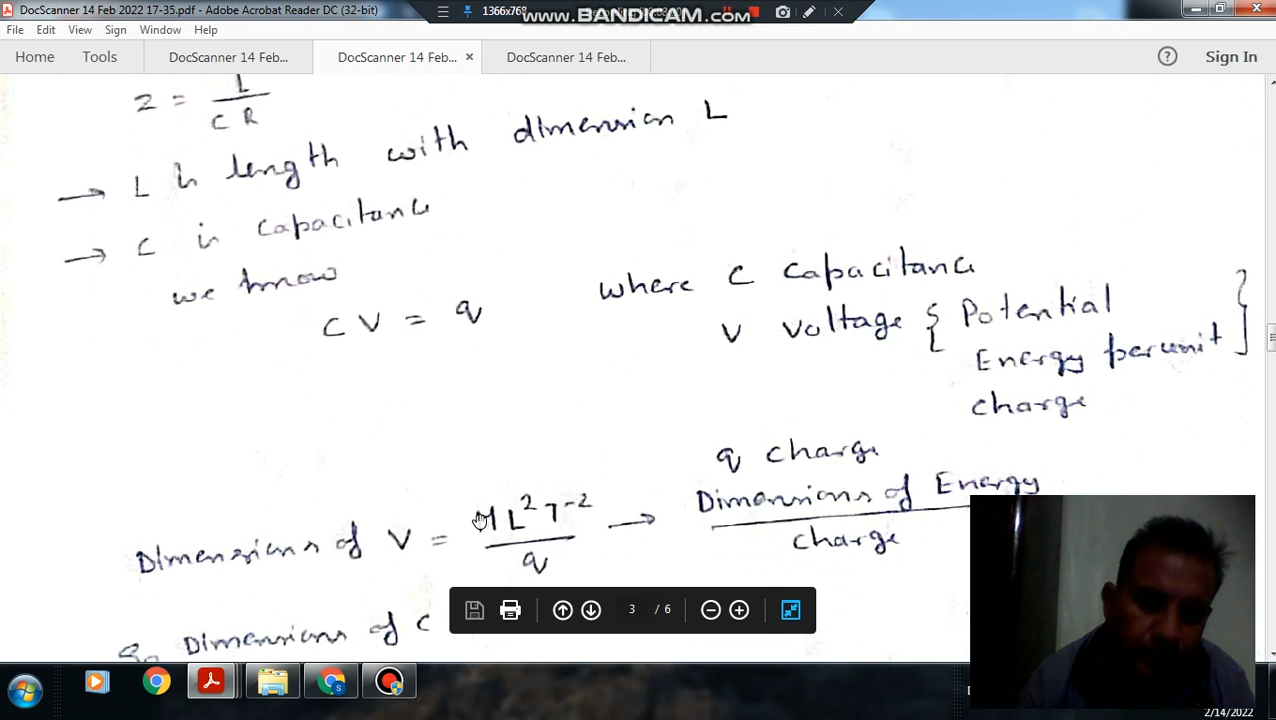 DocScanner 14 Feb 2022 17-35.pdf - Adobe Acrobat Reader DC (32-bit)
1366x768
www.BANDICAM.com
File Edit View Sign Window Help
Home Tools DocScanner 14 Feb... DocScanner 14 Feb... × DocScanner 14 Feb... Sign In
z = L / CR
→ L is length with dimension L
→ C is capacitance
we know
where C capacitance
CV = q
V voltage { Potential
Energy per unit }
charge
q charge
Dimensions of V = ML²T⁻² / q → Dimensions of Energy / charge
Dimensions of C
3 / 6
2/14/2022